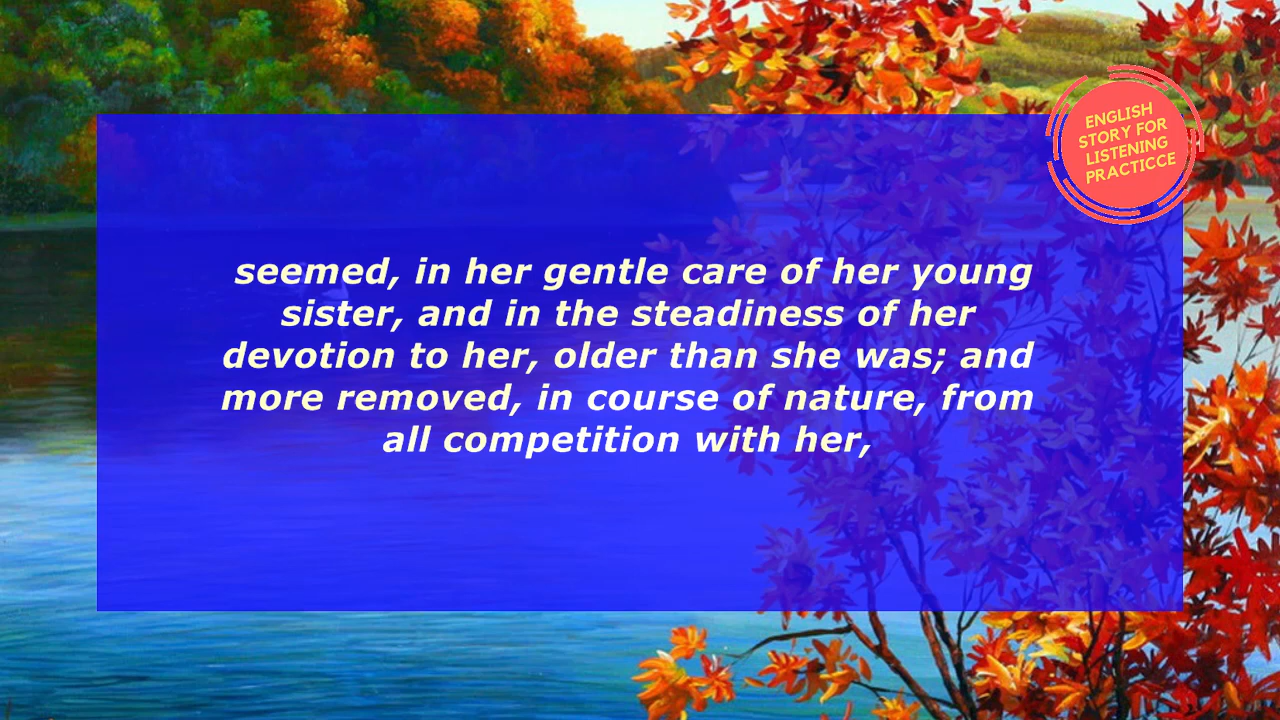 ENGLISH
STORY FOR
LISTENING
PRACTICCE
seemed, in her gentle care of her young
sister, and in the steadiness of her
devotion to her, older than she was; and
more removed, in course of nature, from
all competition with her,